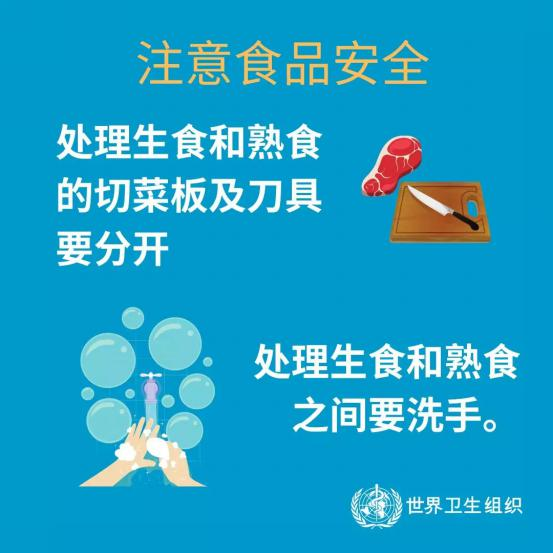 注意食品安全
处理生食和熟食
的切菜板及刀具
要分开
处理生食和熟食
之间要洗手。
世界卫生组织